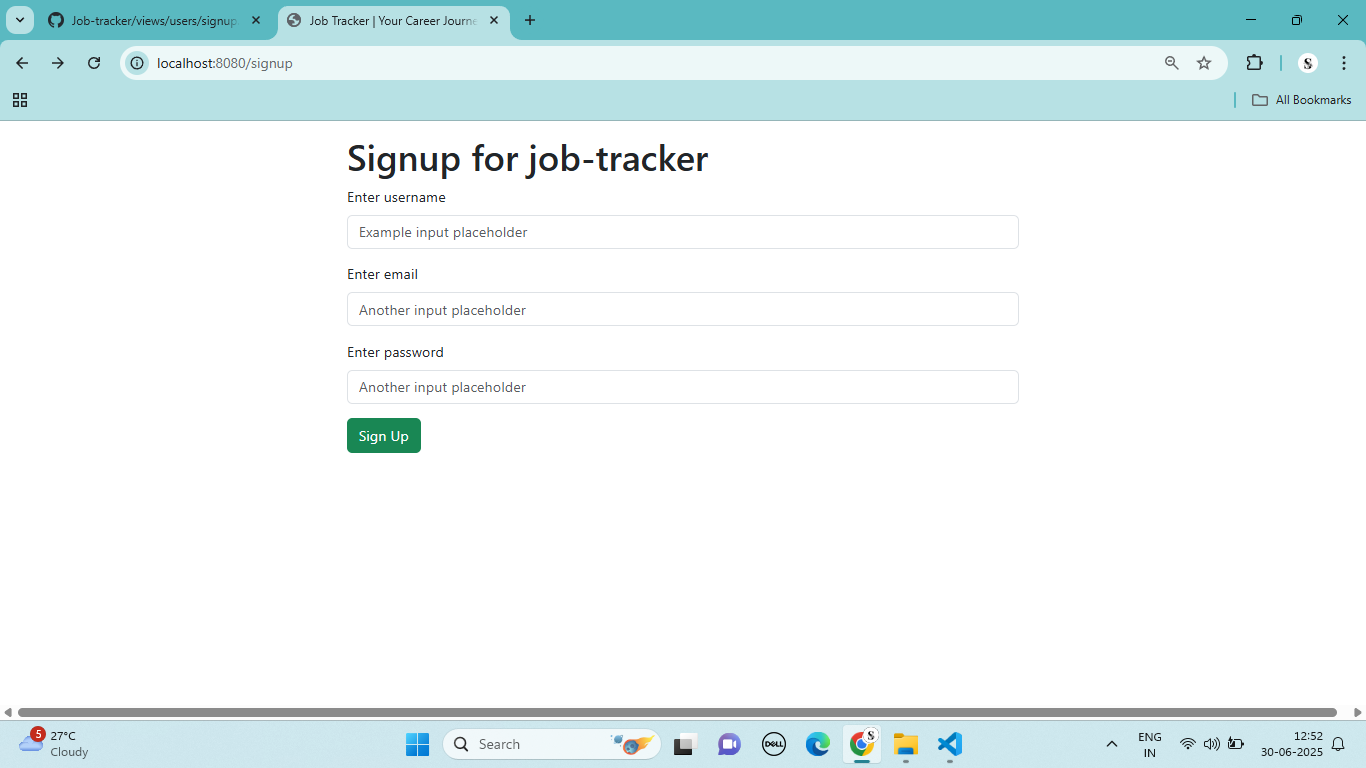 Job-tracker/views/users/signup.
Job Tracker | Your Career Journe
localhost:8080/signup
S
All Bookmarks
Signup for job-tracker
Enter username
Example input placeholder
Enter email
Another input placeholder
Enter password
Another input placeholder
Sign Up
5
27°C
Cloudy
Search
DELL
S
ENG
IN
12:52
30-06-2025